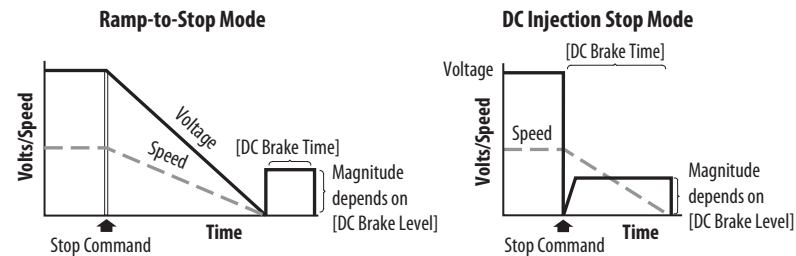 Ramp-to-Stop Mode
Volts/Speed
Voltage
Speed
[DC Brake Time]
Magnitude
depends on
[DC Brake Level]
Stop Command
Time
DC Injection Stop Mode
[DC Brake Time]
Voltage
Volts/Speed
Speed
Magnitude
depends on
[DC Brake Level]
Stop Command
Time